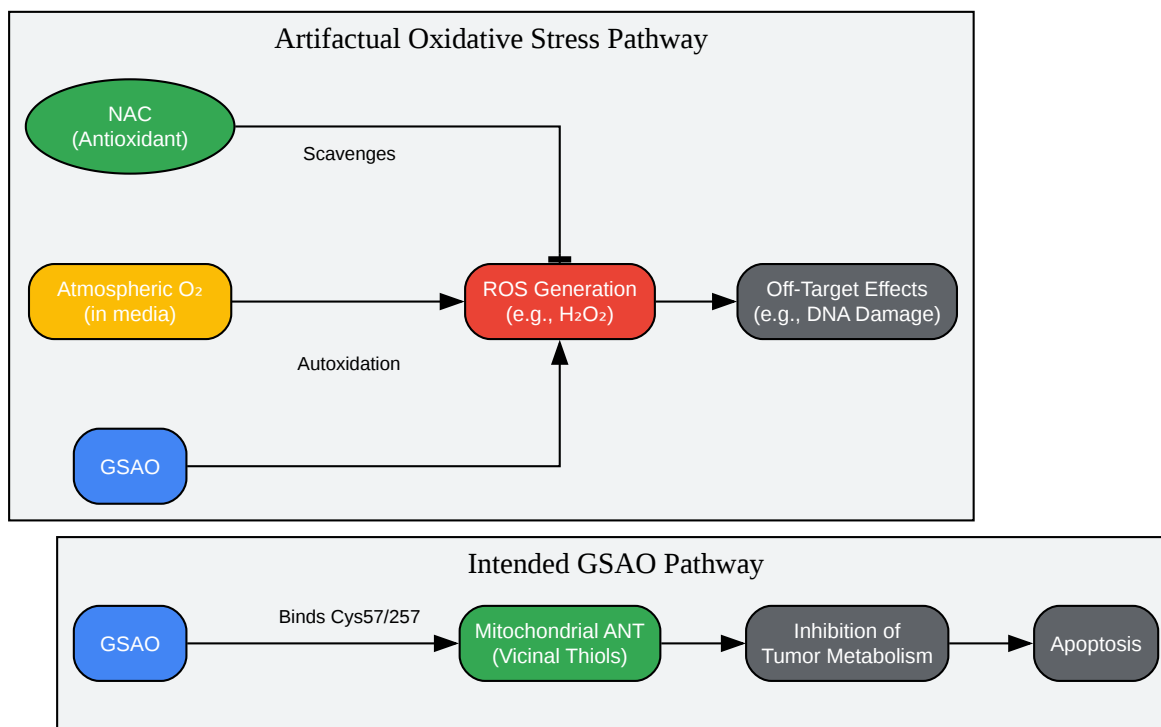 Artifactual Oxidative Stress Pathway
NAC
(Antioxidant)
Scavenges
Atmospheric O₂
(in media)
Autoxidation
ROS Generation
(e.g., H₂O₂)
Off-Target Effects
(e.g., DNA Damage)
GSAO
Intended GSAO Pathway
GSAO
Binds Cys57/257
Mitochondrial ANT
(Vicinal Thiols)
Inhibition of
Tumor Metabolism
Apoptosis